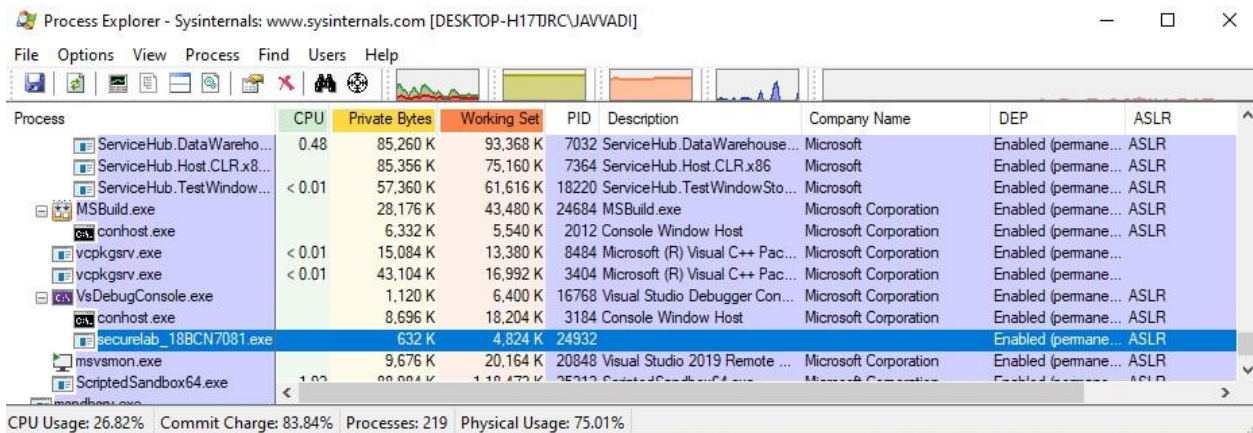 Process Explorer - Sysinternals: www.sysinternals.com [DESKTOP-H17TJRC\JAVVADI]
File Options View Process Find Users Help
Process CPU Private Bytes Working Set PID Description Company Name DEP ASLR
ServiceHub.DataWareho... 0.48 85,260 K 93,368 K 7032 ServiceHub.DataWarehouse... Microsoft Enabled (permane... ASLR
ServiceHub.Host.CLR.x8... 85,356 K 75,160 K 7364 ServiceHub.Host.CLR.x86 Microsoft Enabled (permane... ASLR
ServiceHub.TestWindow... < 0.01 57,360 K 61,616 K 18220 ServiceHub.TestWindowSto... Microsoft Enabled (permane... ASLR
MSBuild.exe 28,176 K 43,480 K 24684 MSBuild.exe Microsoft Corporation Enabled (permane... ASLR
conhost.exe 6,332 K 5,540 K 2012 Console Window Host Microsoft Corporation Enabled (permane... ASLR
vcpkgsrv.exe < 0.01 15,084 K 13,380 K 8484 Microsoft (R) Visual C++ Pac... Microsoft Corporation Enabled (permane...
vcpkgsrv.exe < 0.01 43,104 K 16,992 K 3404 Microsoft (R) Visual C++ Pac... Microsoft Corporation Enabled (permane...
VsDebugConsole.exe 1,120 K 6,400 K 16768 Visual Studio Debugger Con... Microsoft Corporation Enabled (permane... ASLR
conhost.exe 8,696 K 18,204 K 3184 Console Window Host Microsoft Corporation Enabled (permane... ASLR
securelab_18BCN7081.exe 632 K 4,824 K 24932 Enabled (permane... ASLR
msvsmon.exe 9,676 K 20,164 K 20848 Visual Studio 2019 Remote ... Microsoft Corporation Enabled (permane... ASLR
ScriptedSandbox64.exe
CPU Usage: 26.82% Commit Charge: 83.84% Processes: 219 Physical Usage: 75.01%